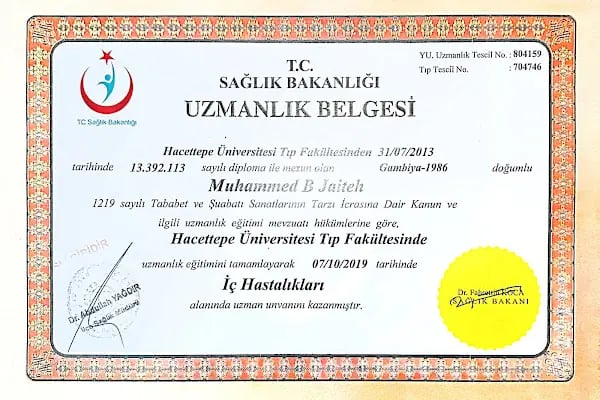 TC Sağlık Bakanlığı
T.C.
SAĞLIK BAKANLIĞI
UZMANLIK BELGESİ
YU. Uzmanlık Tescil No. : 804159
Tıp Tescil No. : 704746
Hacettepe Üniversitesi Tıp Fakültesinden 31/07/2013
tarihinde 13.392.113 sayılı diploma ile mezun olan Gambiya-1986 doğumlu
Muhammed B Jaiteh
1219 sayılı Tababet ve Şuabatı Sanatlarının Tarzı İcrasına Dair Kanun ve
ilgili uzmanlık eğitimi mevzuatı hükümlerine göre,
Hacettepe Üniversitesi Tıp Fakültesinde
uzmanlık eğitimini tamamlayarak 07/10/2019 tarihinde
İç Hastalıkları
alanında uzman unvanını kazanmıştır.
Dr. Abdullah YAĞDIR
Dr. Fahrettin KOCA
SAĞLIK BAKANI